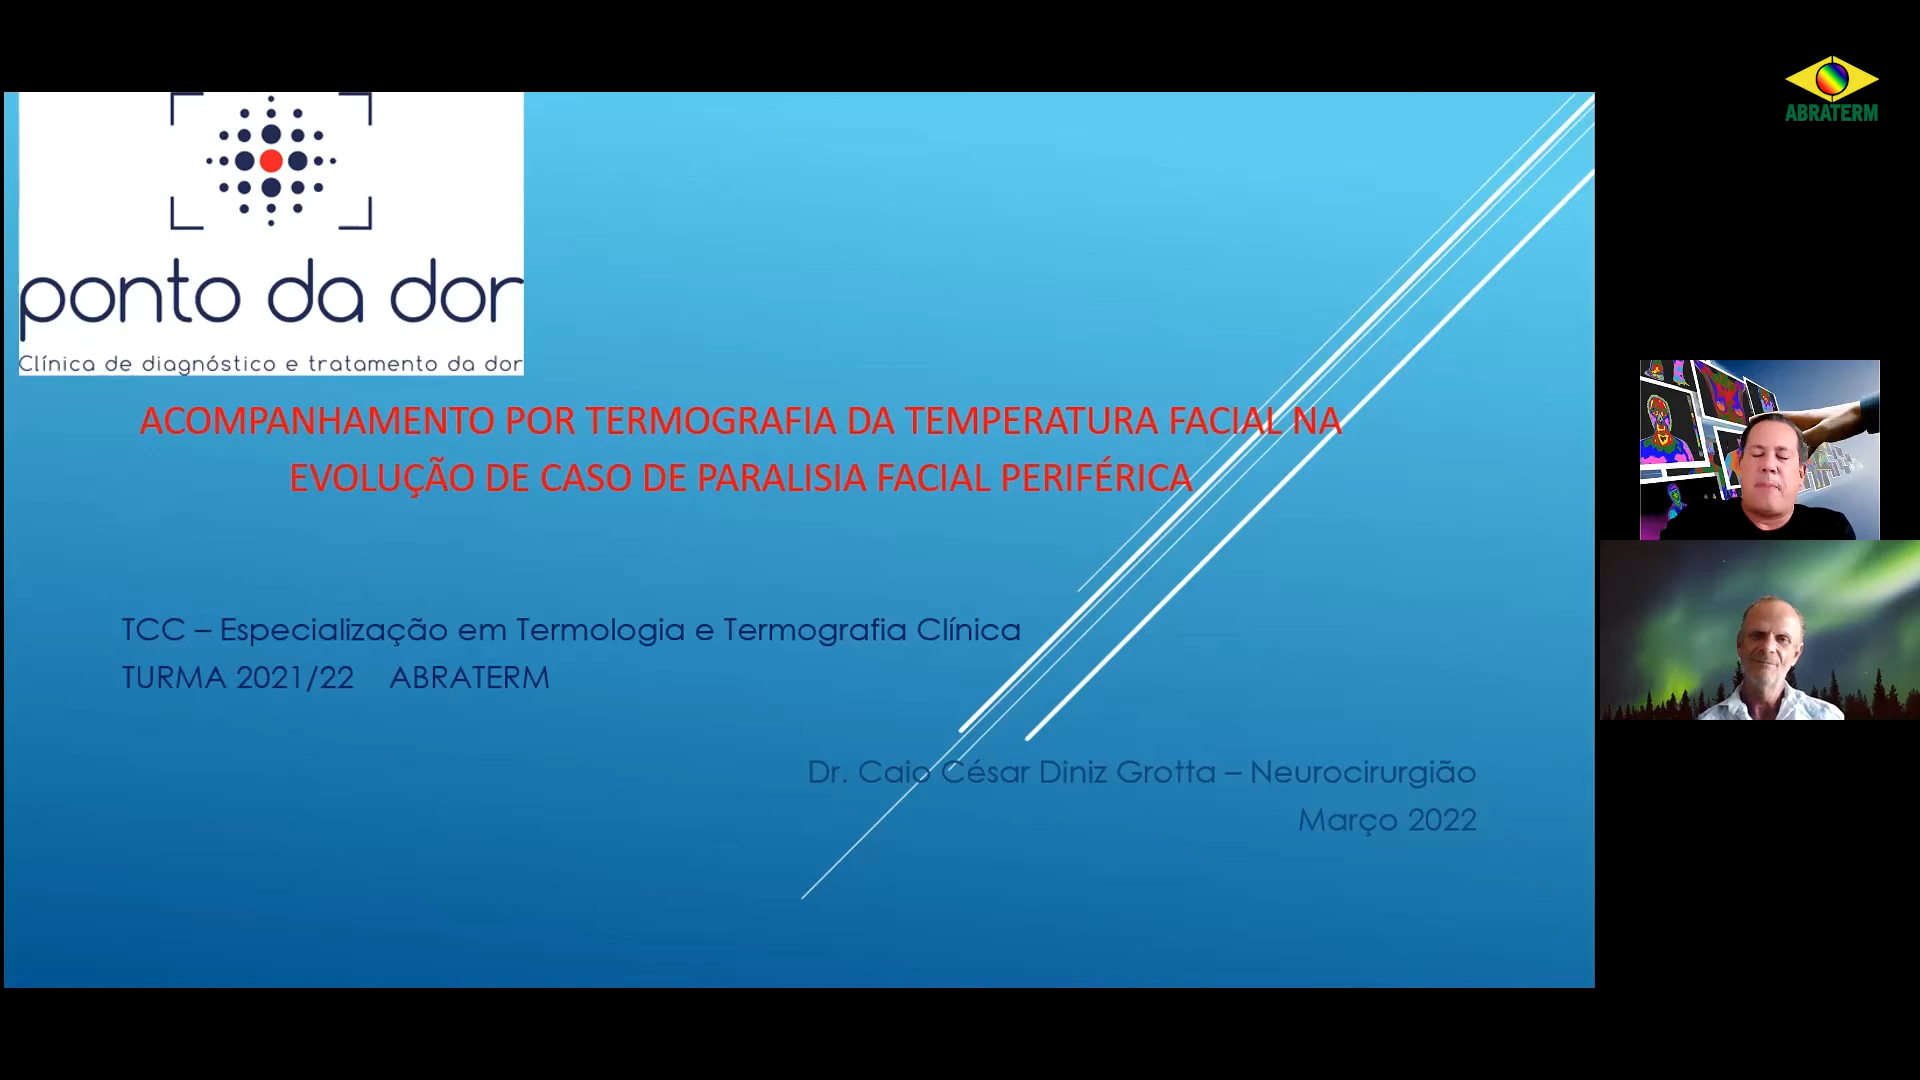 ponto da dor
Clínica de diagnóstico e tratamento da dor
ABRATERM
ACOMPANHAMENTO POR TERMOGRAFIA DA TEMPERATURA FACIAL NA
EVOLUÇÃO DE CASO DE PARALISIA FACIAL PERIFÉRICA
TCC – Especialização em Termologia e Termografia Clínica
TURMA 2021/22 ABRATERM
Dr. Caio César Diniz Grotta – Neurocirurgião
Março 2022